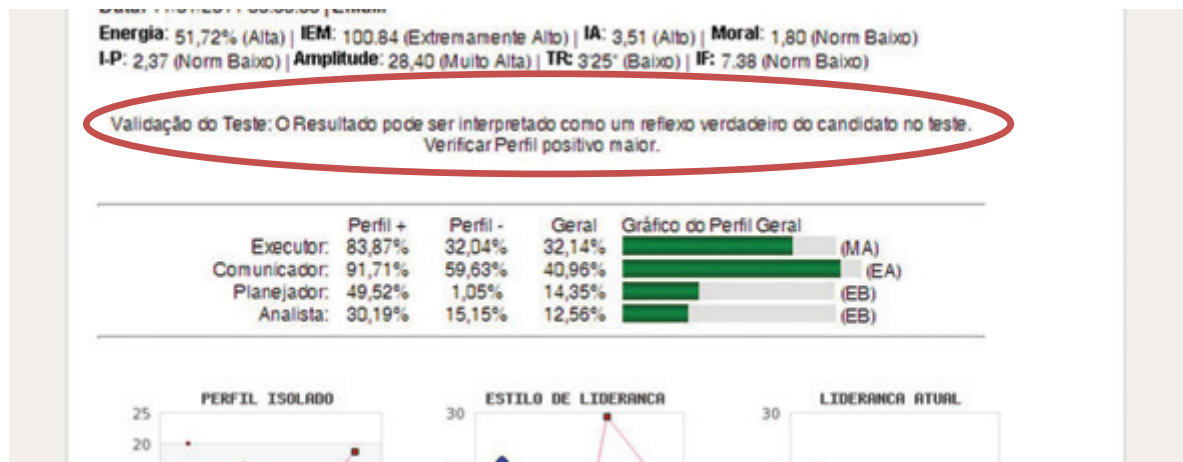 Energia: 51,72% (Alta) | IEM: 100.84 (Extremamente Alto) | IA: 3,51 (Alto) | Moral: 1,80 (Norm Baixo)
I-P: 2,37 (Norm Baixo) | Amplitude: 28,40 (Muito Alta) | TR: 3'25" (Baixo) | IF: 7.38 (Norm Baixo)
Validação do Teste: O Resultado pode ser interpretado como um reflexo verdadeiro do candidato no teste.
Verificar Perfil positivo maior.
Perfil + Perfil - Geral Gráfico do Perfil Geral
Executor: 83,87% 32,04% 32,14% (MA)
Comunicador: 91,71% 59,63% 40,96% (EA)
Planejador: 49,52% 1,05% 14,35% (EB)
Analista: 30,19% 15,15% 12,56% (EB)
PERFIL ISOLADO ESTILO DE LIDERANCA LIDERANCA ATUAL
25 30 30
20